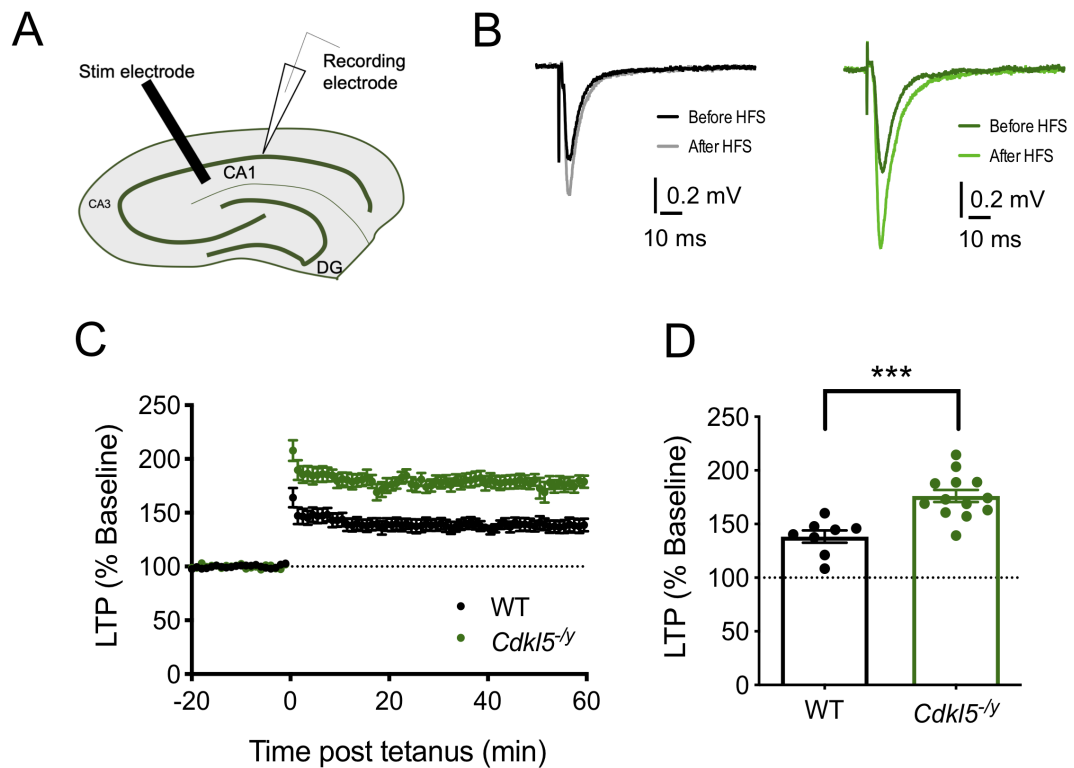 A
Stim electrode
Recording
electrode
CA1
CA3
DG
B
Before HFS
After HFS
0.2 mV
10 ms
Before HFS
After HFS
0.2 mV
10 ms
C
LTP (% Baseline)
250
200
150
100
50
0
-20
0
20
40
60
Time post tetanus (min)
WT
Cdkl5-/y
D
***
LTP (% Baseline)
250
200
150
100
50
0
WT
Cdkl5-/y